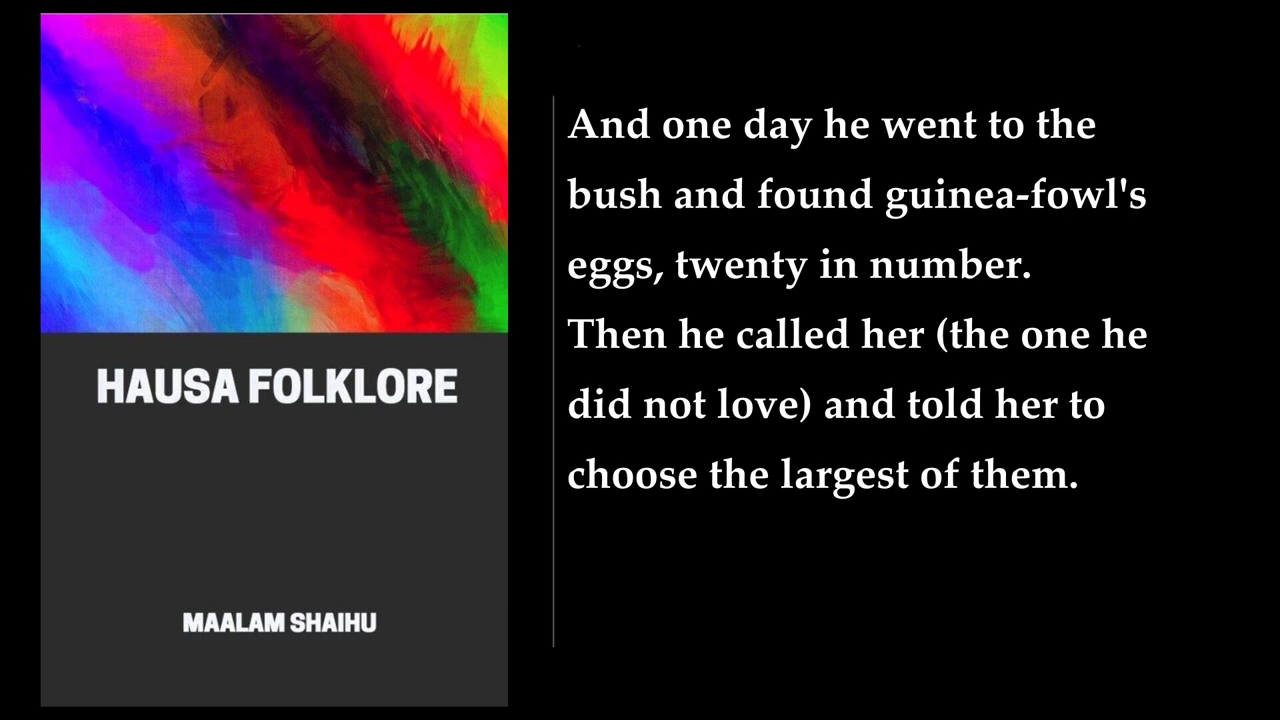 HAUSA FOLKLORE
MAALAM SHAIHU
And one day he went to the
bush and found guinea-fowl's
eggs, twenty in number.
Then he called her (the one he
did not love) and told her to
choose the largest of them.